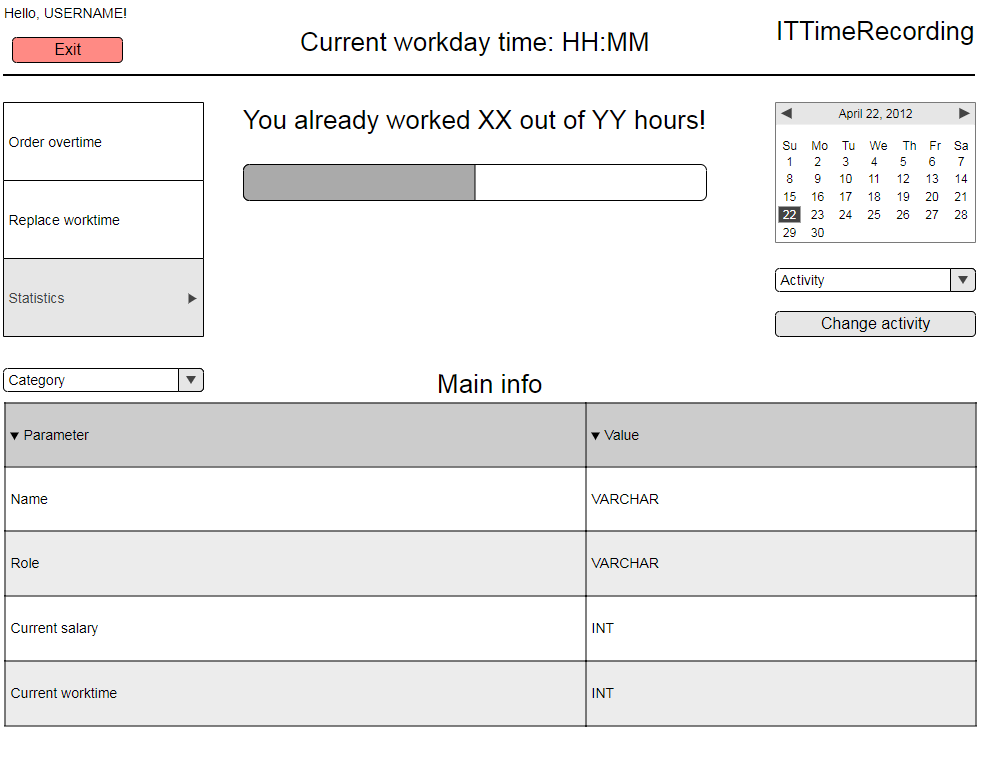 Hello, USERNAME!
Exit
Current workday time: HH:MM
ITTimeRecording
Order overtime
Replace worktime
Statistics
You already worked XX out of YY hours!
April 22, 2012
Su Mo Tu We Th Fr Sa
1 2 3 4 5 6 7
8 9 10 11 12 13 14
15 16 17 18 19 20 21
22 23 24 25 26 27 28
29 30
Activity
Change activity
Category
Main info
Parameter Value
Name VARCHAR
Role VARCHAR
Current salary INT
Current worktime INT